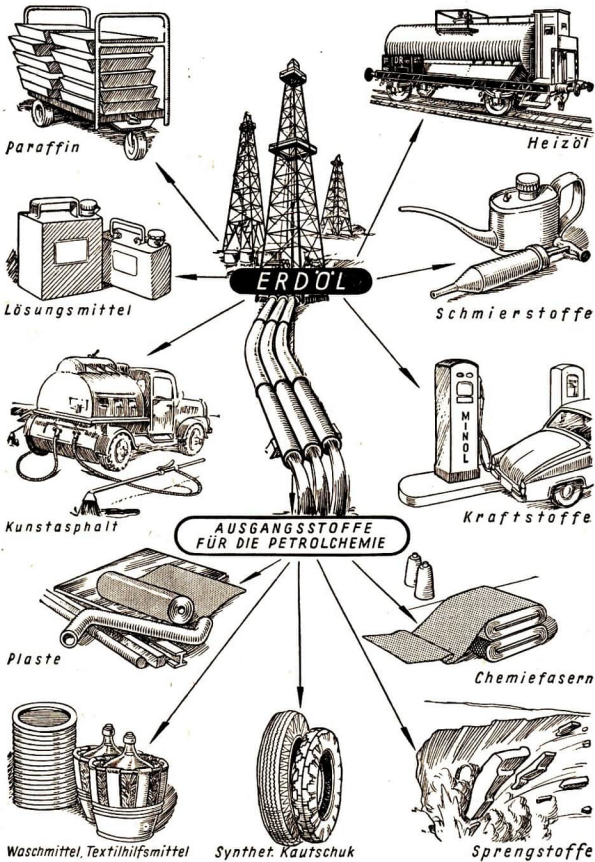 Paraffin
DR
Heizöl
ERDÖL
Lösungsmittel
Schmierstoffe
MINOL
Kunstasphalt
Kraftstoffe
AUSGANGSSTOFFE
FÜR DIE PETROLCHEMIE
Plaste
Chemiefasern
Waschmittel, Textilhilfsmittel
Synthet. Kautschuk
Sprengstoffe